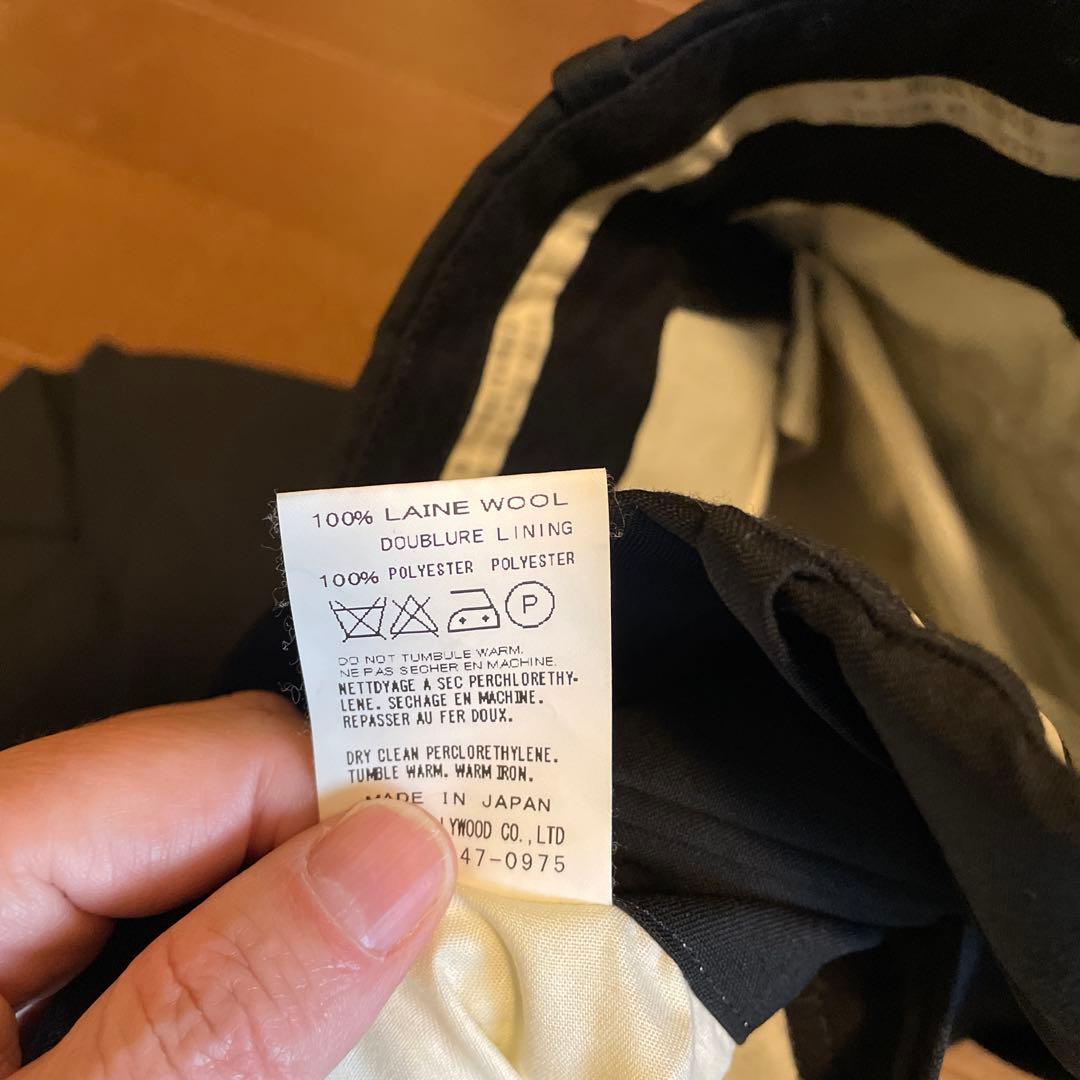 100% LAINE WOOL
DOUBLURE LINING
100% POLYESTER POLYESTER
P
DO NOT TUMBULE WARM.
NE PAS SECHER EN MACHINE.
NETTDYAGE A SEC PERCHLORETHY-
LENE. SECHAGE EN MACHINE.
REPASSER AU FER DOUX.
DRY CLEAN PERCLORETHYLENE.
TUMBLE WARM. WARM IRON.
MADE IN JAPAN
LYWOOD CO.,LTD
47-0975